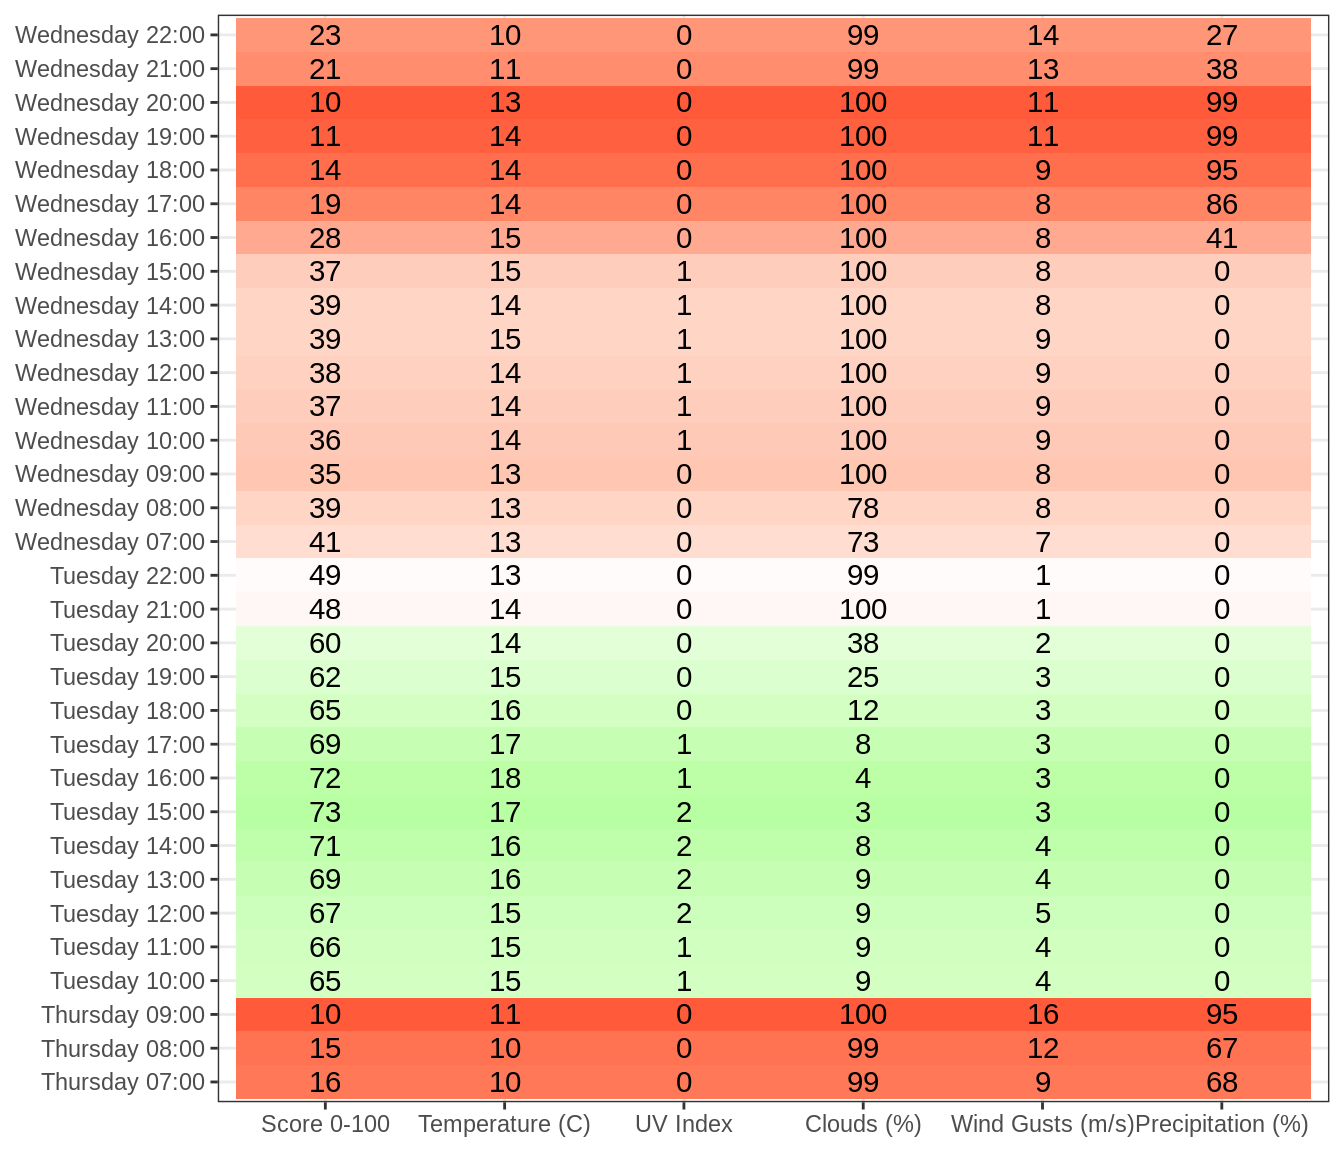 Wednesday 22:00 23 10 0 99 14 27
Wednesday 21:00 21 11 0 99 13 38
Wednesday 20:00 10 13 0 100 11 99
Wednesday 19:00 11 14 0 100 11 99
Wednesday 18:00 14 14 0 100 9 95
Wednesday 17:00 19 14 0 100 8 86
Wednesday 16:00 28 15 0 100 8 41
Wednesday 15:00 37 15 1 100 8 0
Wednesday 14:00 39 14 1 100 8 0
Wednesday 13:00 39 15 1 100 9 0
Wednesday 12:00 38 14 1 100 9 0
Wednesday 11:00 37 14 1 100 9 0
Wednesday 10:00 36 14 1 100 9 0
Wednesday 09:00 35 13 0 100 8 0
Wednesday 08:00 39 13 0 78 8 0
Wednesday 07:00 41 13 0 73 7 0
Tuesday 22:00 49 13 0 99 1 0
Tuesday 21:00 48 14 0 100 1 0
Tuesday 20:00 60 14 0 38 2 0
Tuesday 19:00 62 15 0 25 3 0
Tuesday 18:00 65 16 0 12 3 0
Tuesday 17:00 69 17 1 8 3 0
Tuesday 16:00 72 18 1 4 3 0
Tuesday 15:00 73 17 2 3 3 0
Tuesday 14:00 71 16 2 8 4 0
Tuesday 13:00 69 16 2 9 4 0
Tuesday 12:00 67 15 2 9 5 0
Tuesday 11:00 66 15 1 9 4 0
Tuesday 10:00 65 15 1 9 4 0
Thursday 09:00 10 11 0 100 16 95
Thursday 08:00 15 10 0 99 12 67
Thursday 07:00 16 10 0 99 9 68
Score 0-100 Temperature (C) UV Index Clouds (%) Wind Gusts (m/s) Precipitation (%)